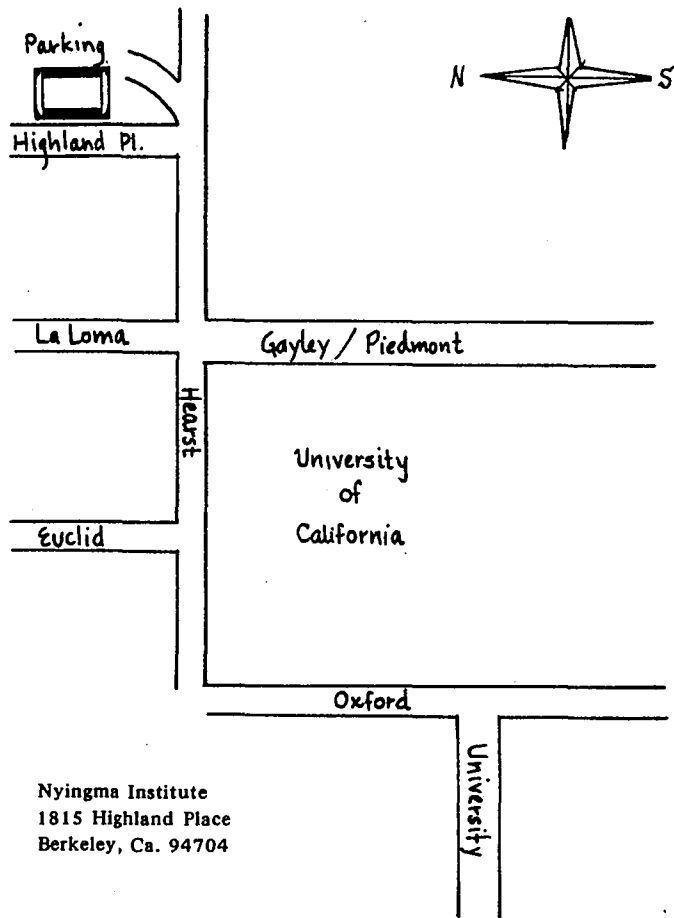 Parking
N S
Highland Pl.
La Loma
Gayley / Piedmont
Hearst
University
of
California
Euclid
Oxford
University
Nyingma Institute
1815 Highland Place
Berkeley, Ca. 94704